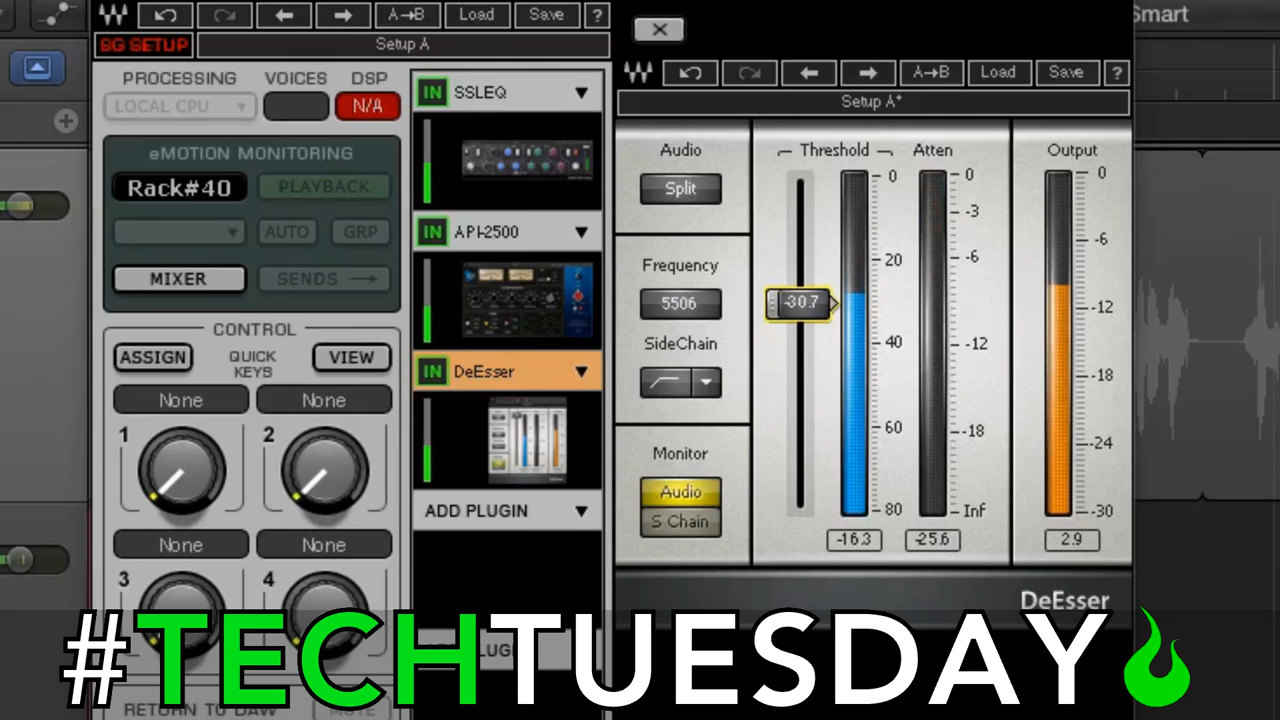 A→B
Load
Save
?
SG SETUP
Setup A
PROCESSING
VOICES
DSP
LOCAL CPU
N/A
eMOTION MONITORING
Rack#40
PLAYBACK
AUTO
GRP
MIXER
SENDS →
CONTROL
ASSIGN
QUICK
KEYS
VIEW
None
None
1
2
None
None
3
4
RETURN TO DAW
MUTE
IN SSLEQ
IN API-2500
IN DeEsser
ADD PLUGIN
A→B
Load
Save
?
Setup A*
Audio
Split
Frequency
5506
SideChain
Monitor
Audio
S Chain
Threshold
-30.7
0
20
40
60
80
-16.3
Atten
0
-3
-6
-12
-18
Inf
-25.6
Output
0
-6
-12
-18
-24
-30
2.9
DeEsser
Smart
#TECHTUESDAY